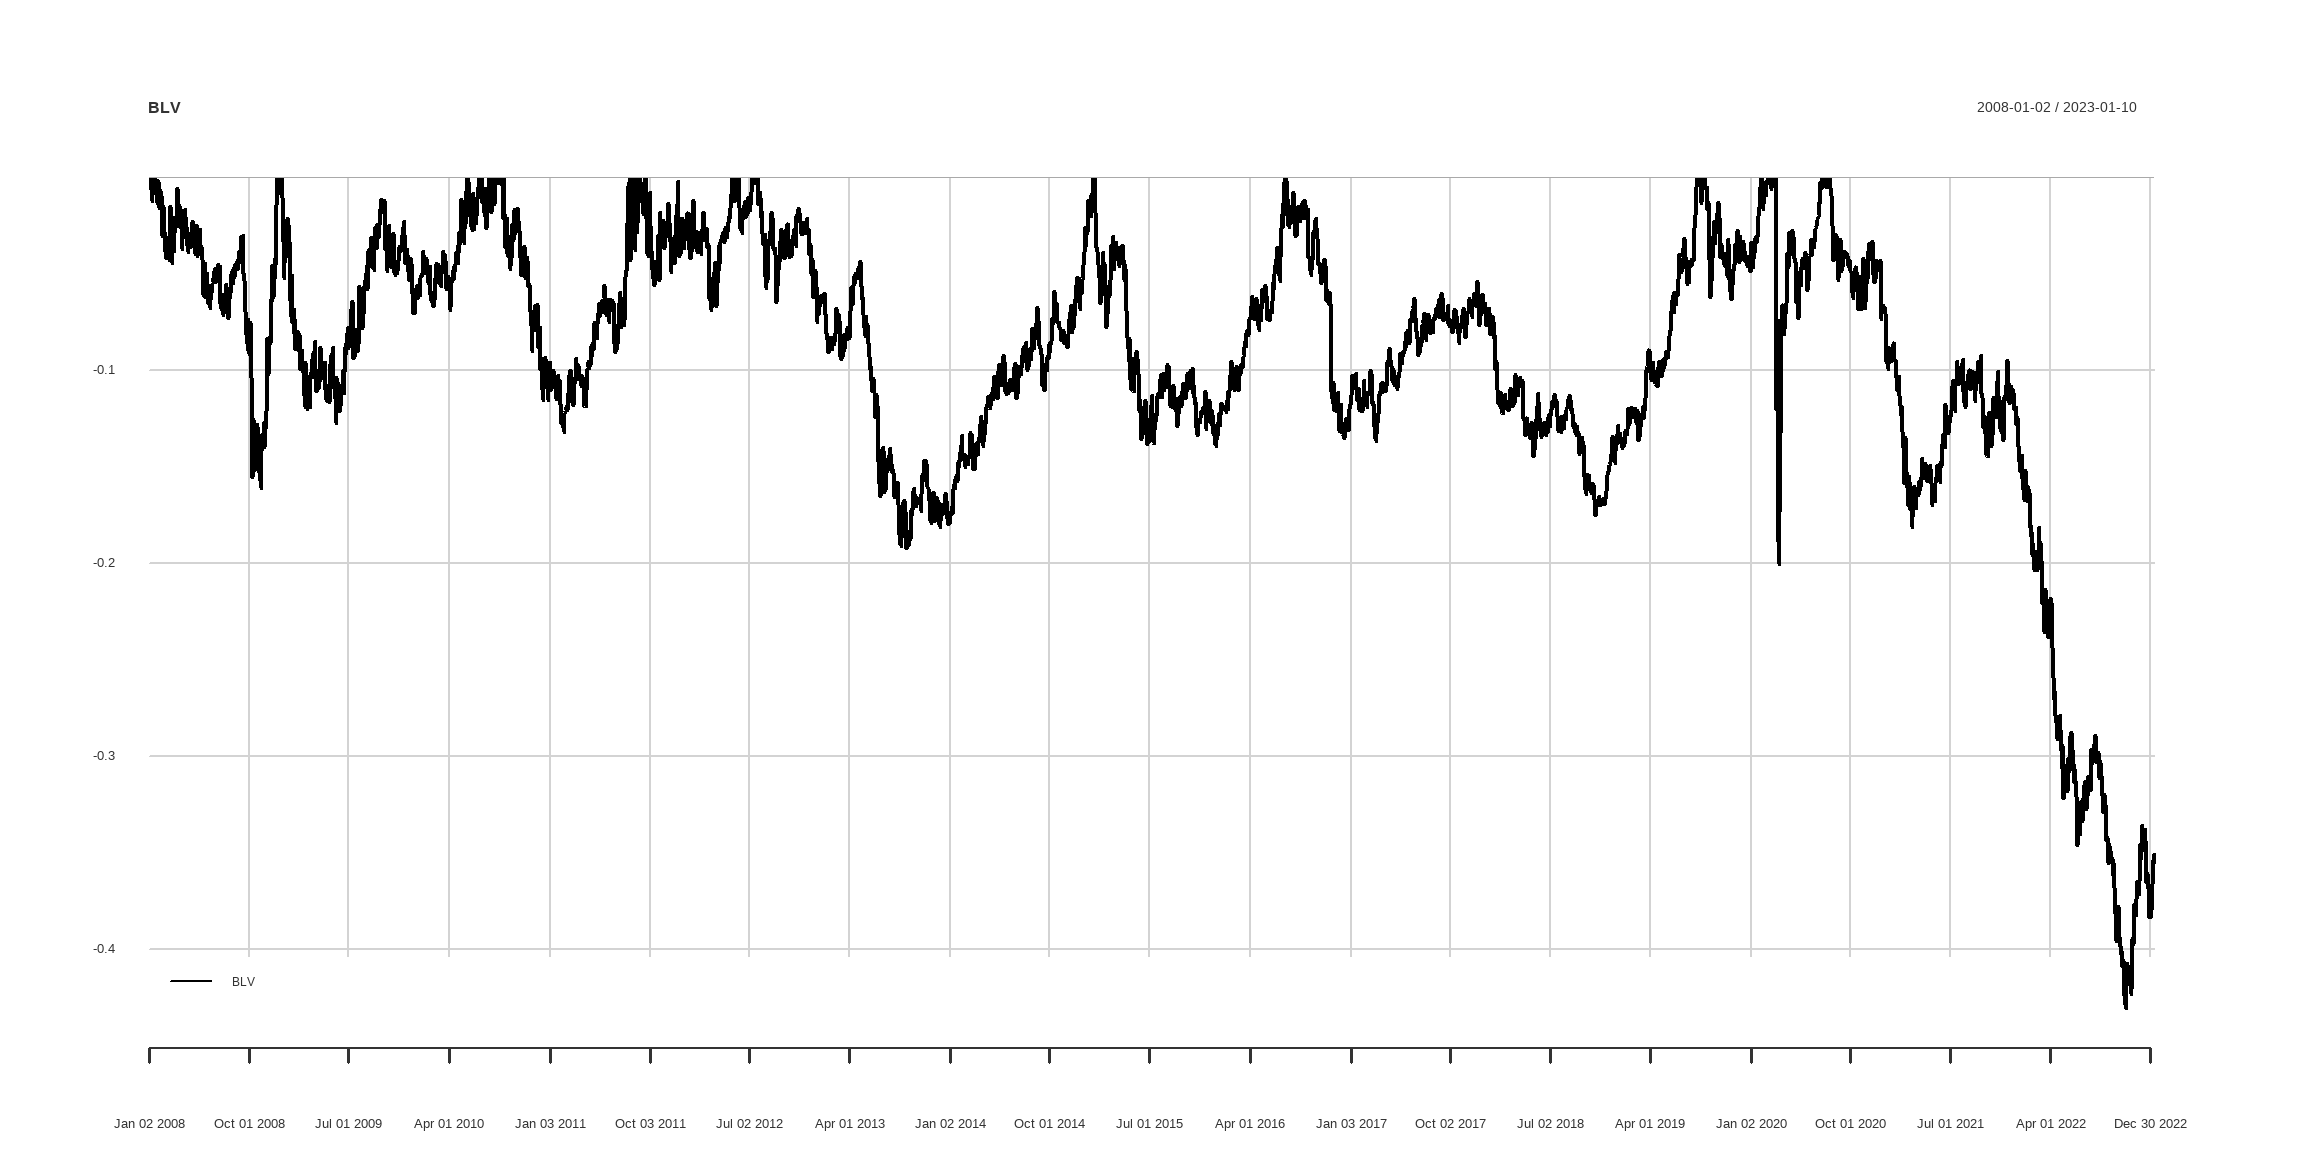 BLV
2008-01-02 / 2023-01-10
-0.1
-0.2
-0.3
-0.4
BLV
Jan 02 2008 Oct 01 2008 Jul 01 2009 Apr 01 2010 Jan 03 2011 Oct 03 2011 Jul 02 2012 Apr 01 2013 Jan 02 2014 Oct 01 2014 Jul 01 2015 Apr 01 2016 Jan 03 2017 Oct 02 2017 Jul 02 2018 Apr 01 2019 Jan 02 2020 Oct 01 2020 Jul 01 2021 Apr 01 2022 Dec 30 2022